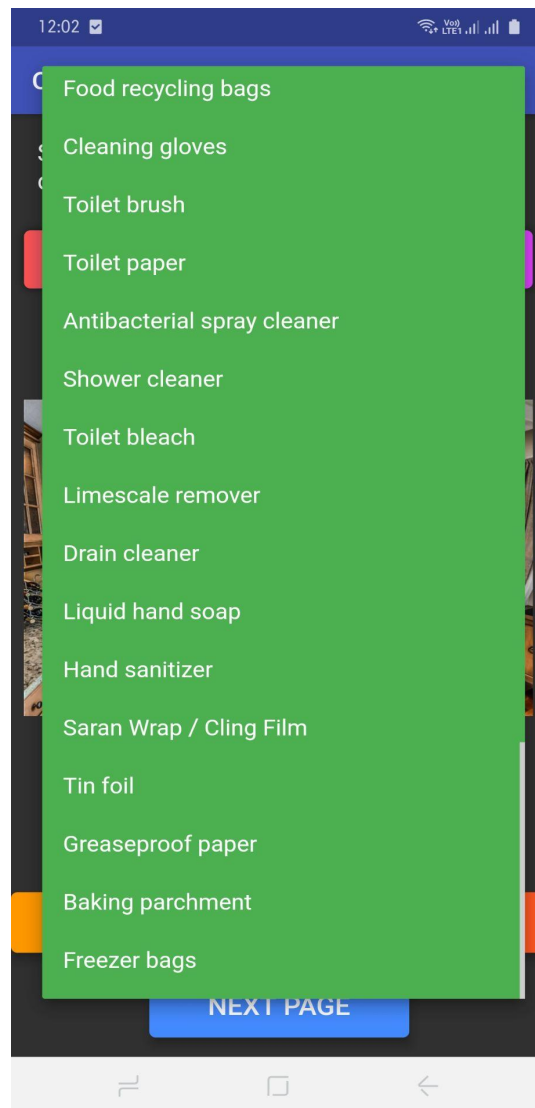 12:02
Vo)) LTE1
Food recycling bags
Cleaning gloves
Toilet brush
Toilet paper
Antibacterial spray cleaner
Shower cleaner
Toilet bleach
Limescale remover
Drain cleaner
Liquid hand soap
Hand sanitizer
Saran Wrap / Cling Film
Tin foil
Greaseproof paper
Baking parchment
Freezer bags
NEXT PAGE